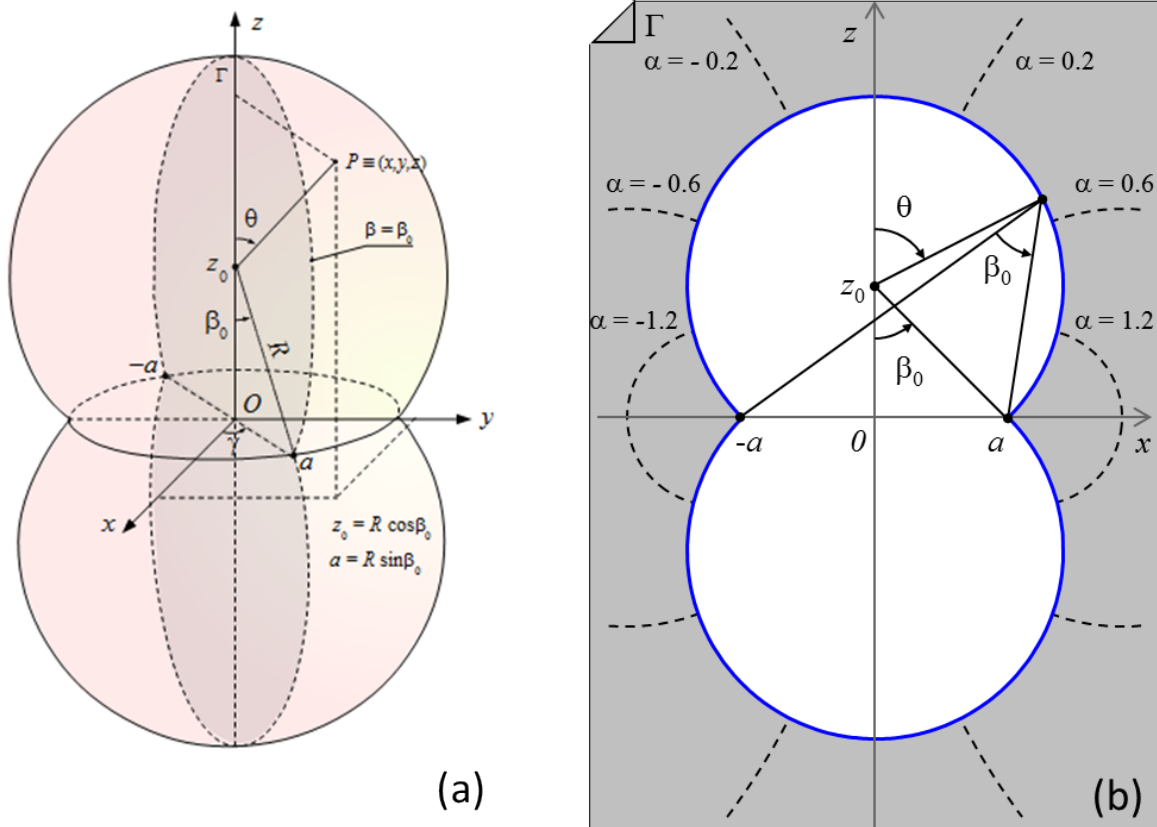 z
Γ
P ≡ (x,y,z)
θ
β = β₀
z₀
β₀
R
−a
O
y
γ
a
x
z₀ = R cosβ₀
a = R sinβ₀
(a)
Γ
z
α = - 0.2
α = 0.2
α = - 0.6
α = 0.6
θ
β₀
z₀
α = -1.2
α = 1.2
β₀
-a
0
a
x
(b)